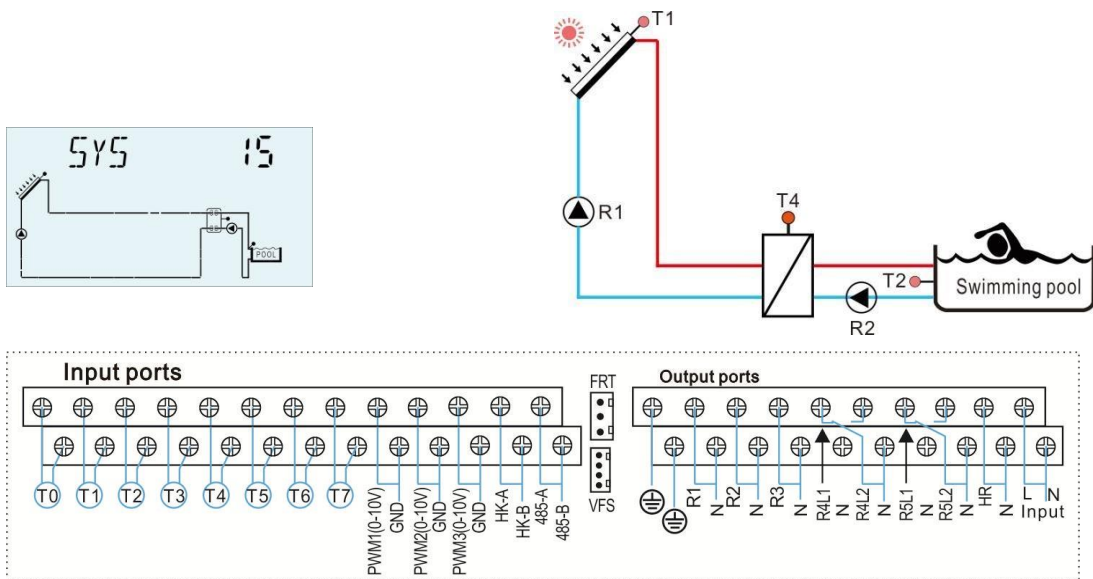 SYS 15
POOL
T1
R1
T4
T2
R2
Swimming pool
Input ports
FRT
VFS
Output ports
T0 T1 T2 T3 T4 T5 T6 T7
PWM1(0-10V)
GND
PWM2(0-10V)
GND
PWM3(0-10V)
GND
HK-A
HK-B
485-A
485-B
R1
N
R2
N
R3
N
R4L1
N
R4L2
N
R5L1
N
R5L2
N
HR
N
L N
Input